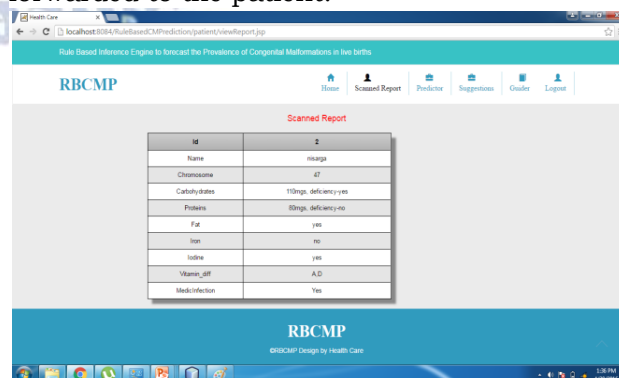 forwarded to the patient.
Health Care
localhost:8084/RuleBasedCMPrediction/patient/viewReport.jsp
Rule Based Inference Engine to forecast the Prevalence of Congenital Malformations in live births
RBCMP
Home Scanned Report Predictor Suggestions Guider Logout
Scanned Report
Id 2
Name nisarga
Chromosome 47
Carbohydrates 110mgs, deficiency-yes
Proteins 80mgs, deficiency-no
Fat yes
Iron no
Iodine yes
Vitamin_diff A,D
MedicInfection Yes
RBCMP
©RBCMP Design by Health Care
1:36 PM